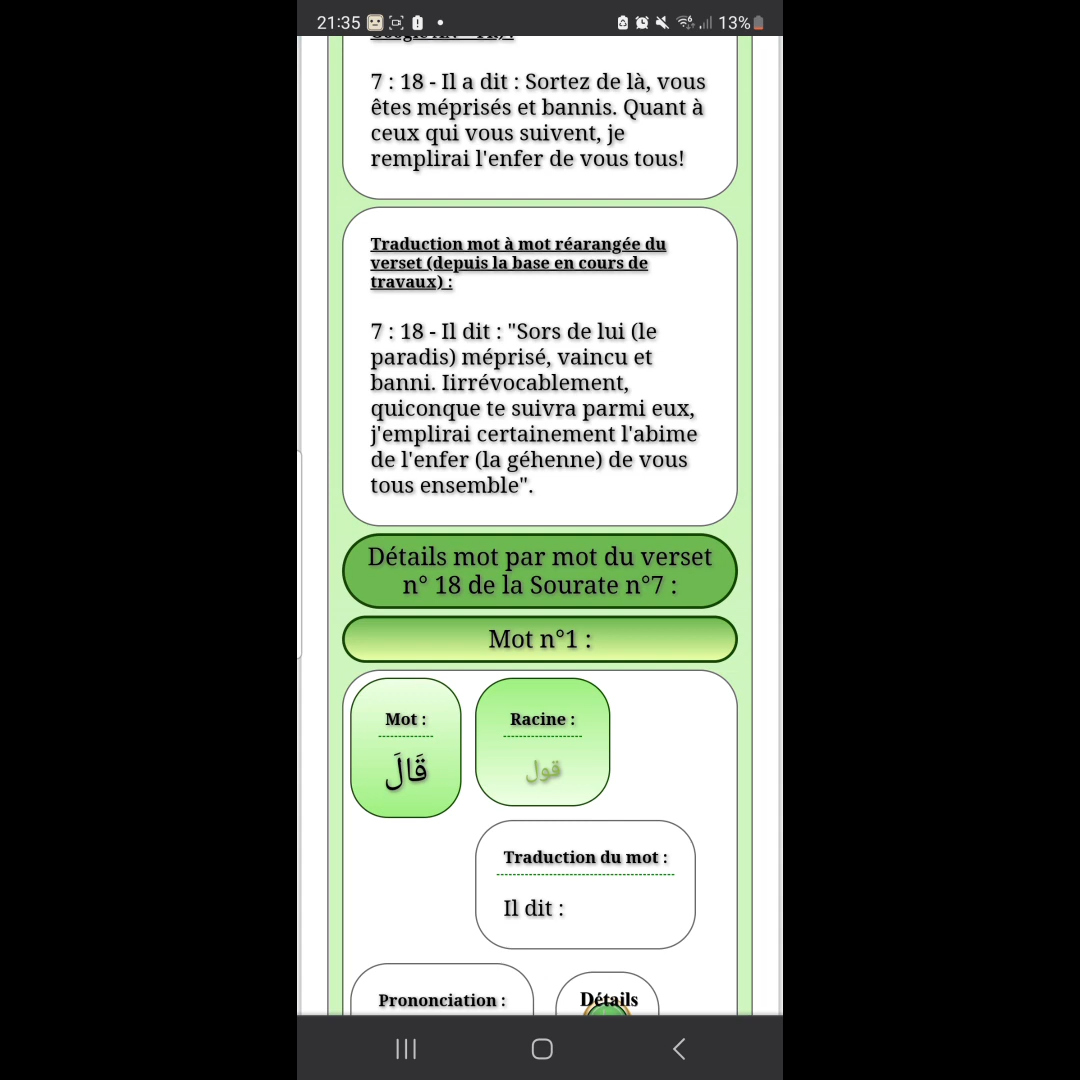 21:35
13%
7 : 18 - Il a dit : Sortez de là, vous
êtes méprisés et bannis. Quant à
ceux qui vous suivent, je
remplirai l'enfer de vous tous!
Traduction mot à mot réarangée du
verset (depuis la base en cours de
travaux) :
7 : 18 - Il dit : "Sors de lui (le
paradis) méprisé, vaincu et
banni. Iirrévocablement,
quiconque te suivra parmi eux,
j'emplirai certainement l'abime
de l'enfer (la géhenne) de vous
tous ensemble".
Détails mot par mot du verset
n° 18 de la Sourate n°7 :
Mot n°1 :
Mot :
قَالَ
Racine :
قول
Traduction du mot :
Il dit :
Prononciation :
Détails